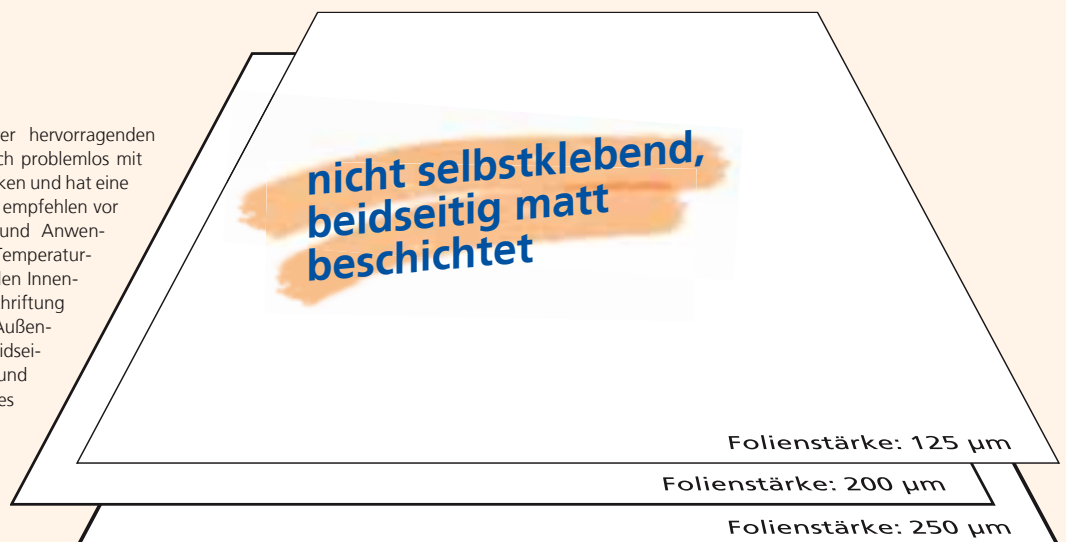 er hervorragenden
ch problemlos mit
ken und hat eine
empfehlen vor
und Anwen-
Temperatur-
den Innen-
hriftung
Außen-
idsei-
und
es
nicht selbstklebend,
beidseitig matt
beschichtet
Folienstärke: 125 µm
Folienstärke: 200 µm
Folienstärke: 250 µm